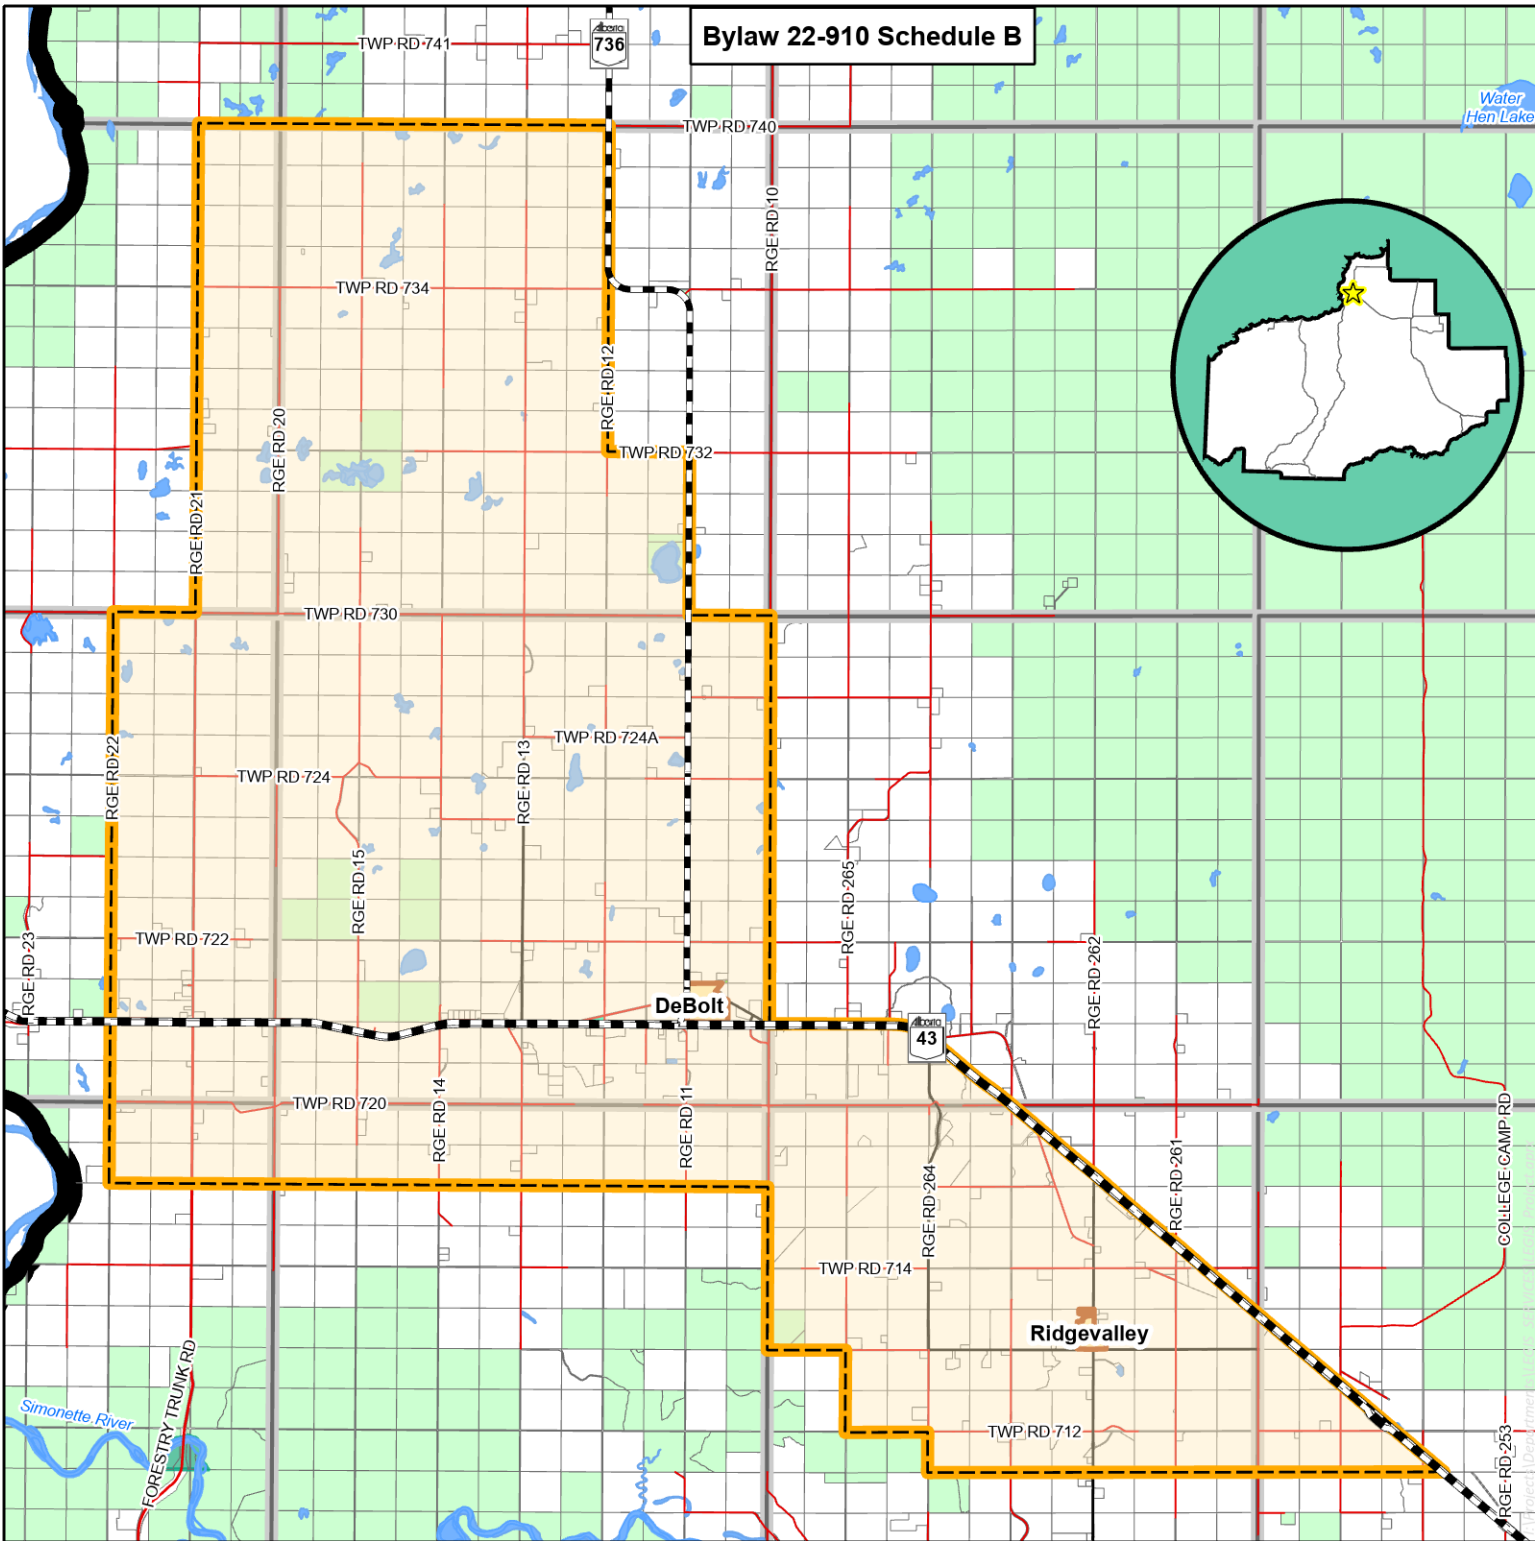 Bylaw 22-910 Schedule B
Alberta
736
TWP RD 741
Water
Hen Lake
TWP RD 740
RGE RD 10
TWP RD 734
RGE RD 12
RGE RD 20
TWP RD 732
RGE RD 21
TWP RD 730
RGE RD 22
TWP RD 724A
RGE RD 13
TWP RD 724
RGE RD 15
RGE RD 265
TWP RD 722
RGE RD 23
RGE RD 262
DeBolt
Alberta
43
TWP RD 720
RGE RD 14
RGE RD 11
RGE RD 264
RGE RD 261
COLLEGE CAMP RD
TWP RD 714
Ridgevalley
FORESTRY TRUNK RD
Simonette River
TWP RD 712
RGE RD 253